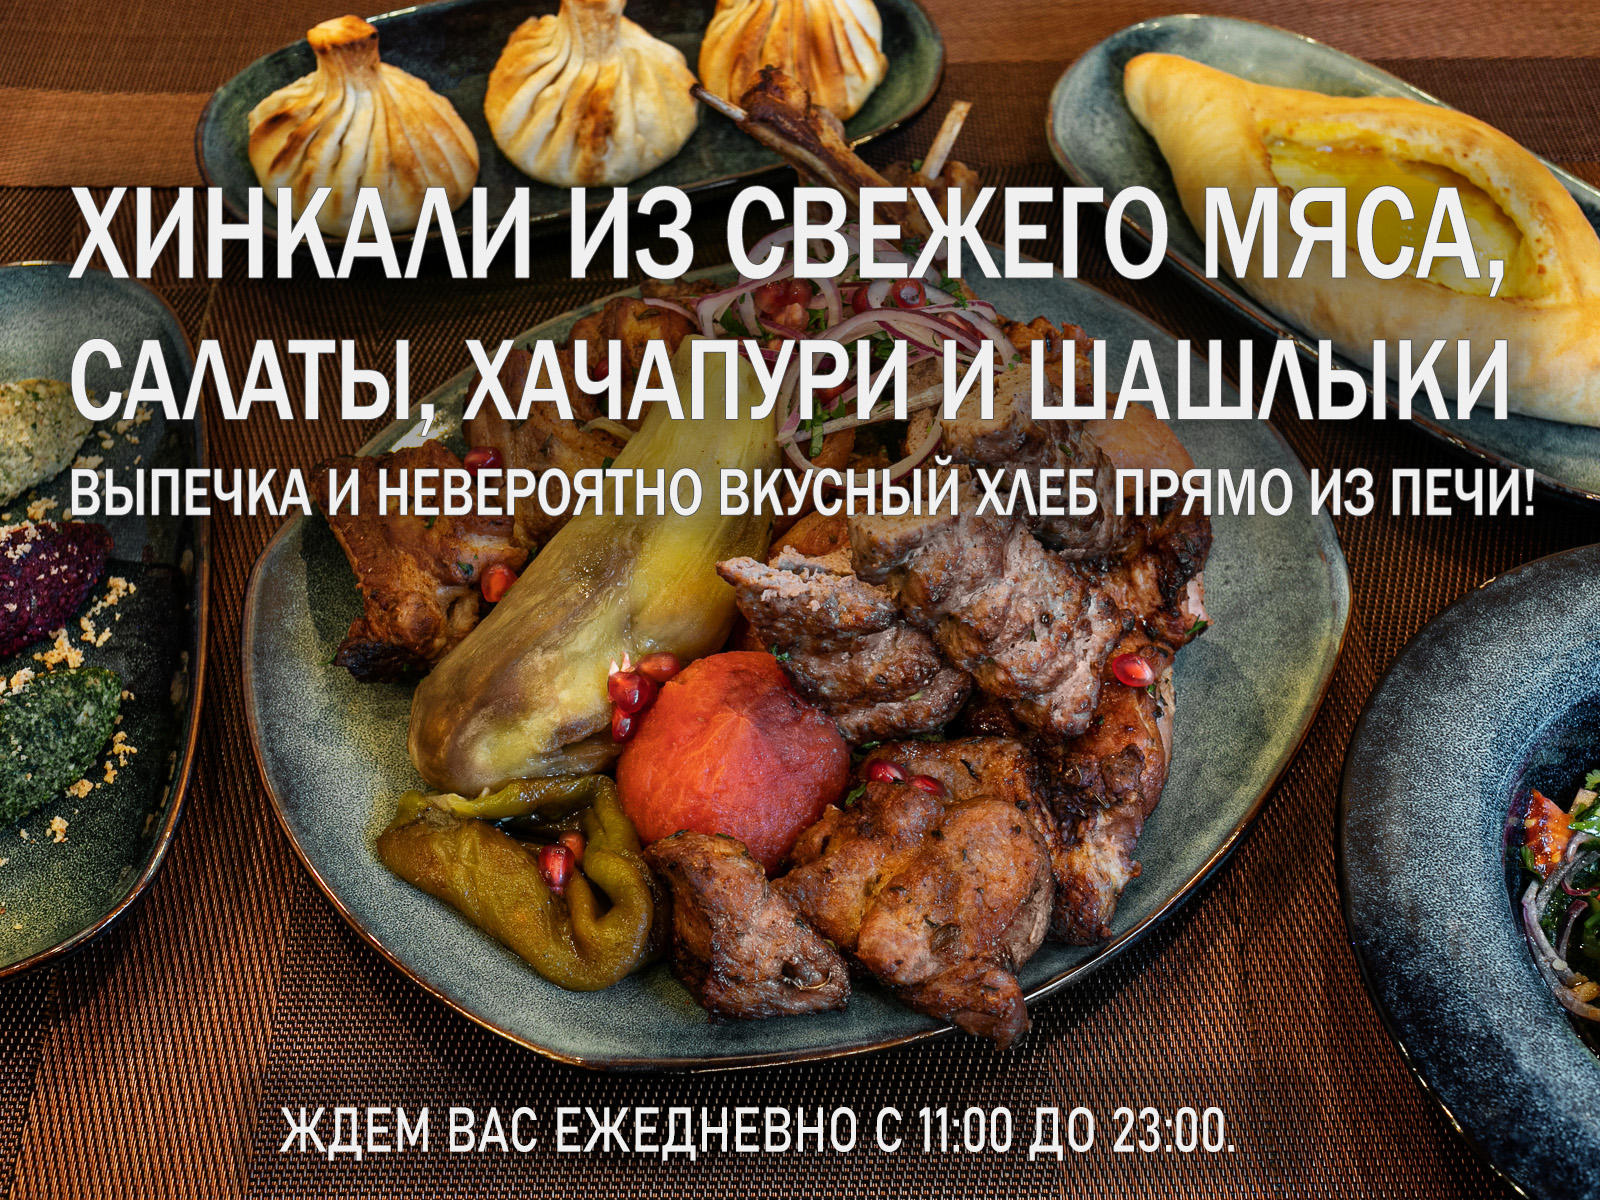 ХИНКАЛИ ИЗ СВЕЖЕГО МЯСА,
САЛАТЫ, ХАЧАПУРИ И ШАШЛЫКИ
ВЫПЕЧКА И НЕВЕРОЯТНО ВКУСНЫЙ ХЛЕБ ПРЯМО ИЗ ПЕЧИ!
ЖДЕМ ВАС ЕЖЕДНЕВНО С 11:00 ДО 23:00.